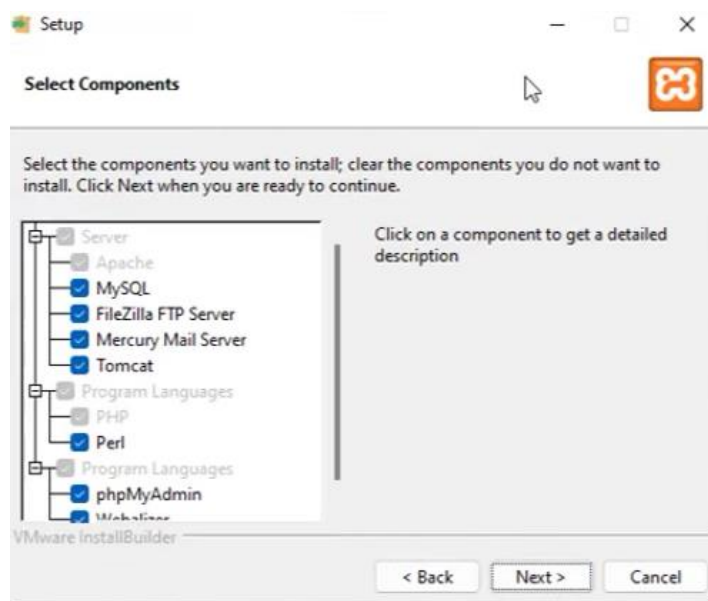 Setup
Select Components
Select the components you want to install; clear the components you do not want to
install. Click Next when you are ready to continue.
Server
Apache
MySQL
FileZilla FTP Server
Mercury Mail Server
Tomcat
Program Languages
PHP
Perl
Program Languages
phpMyAdmin
Webalizer
Click on a component to get a detailed
description
VMware InstallBuilder
< Back
Next >
Cancel